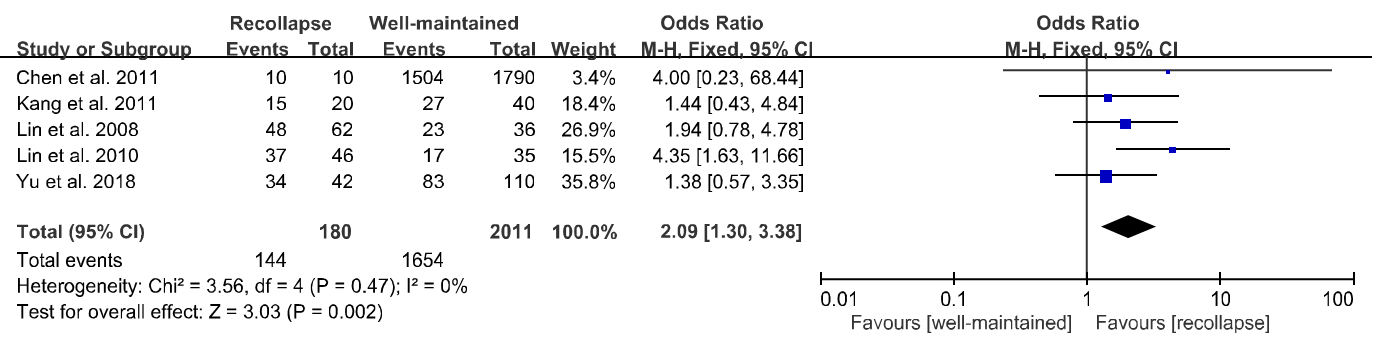 Recollapse Well-maintained Odds Ratio Odds Ratio
Study or Subgroup Events Total Events Total Weight M-H, Fixed, 95% CI M-H, Fixed, 95% CI
Chen et al. 2011 10 10 1504 1790 3.4% 4.00 [0.23, 68.44]
Kang et al. 2011 15 20 27 40 18.4% 1.44 [0.43, 4.84]
Lin et al. 2008 48 62 23 36 26.9% 1.94 [0.78, 4.78]
Lin et al. 2010 37 46 17 35 15.5% 4.35 [1.63, 11.66]
Yu et al. 2018 34 42 83 110 35.8% 1.38 [0.57, 3.35]
Total (95% CI) 180 2011 100.0% 2.09 [1.30, 3.38]
Total events 144 1654
Heterogeneity: Chi² = 3.56, df = 4 (P = 0.47); I² = 0%
Test for overall effect: Z = 3.03 (P = 0.002)
0.01 0.1 1 10 100
Favours [well-maintained] Favours [recollapse]